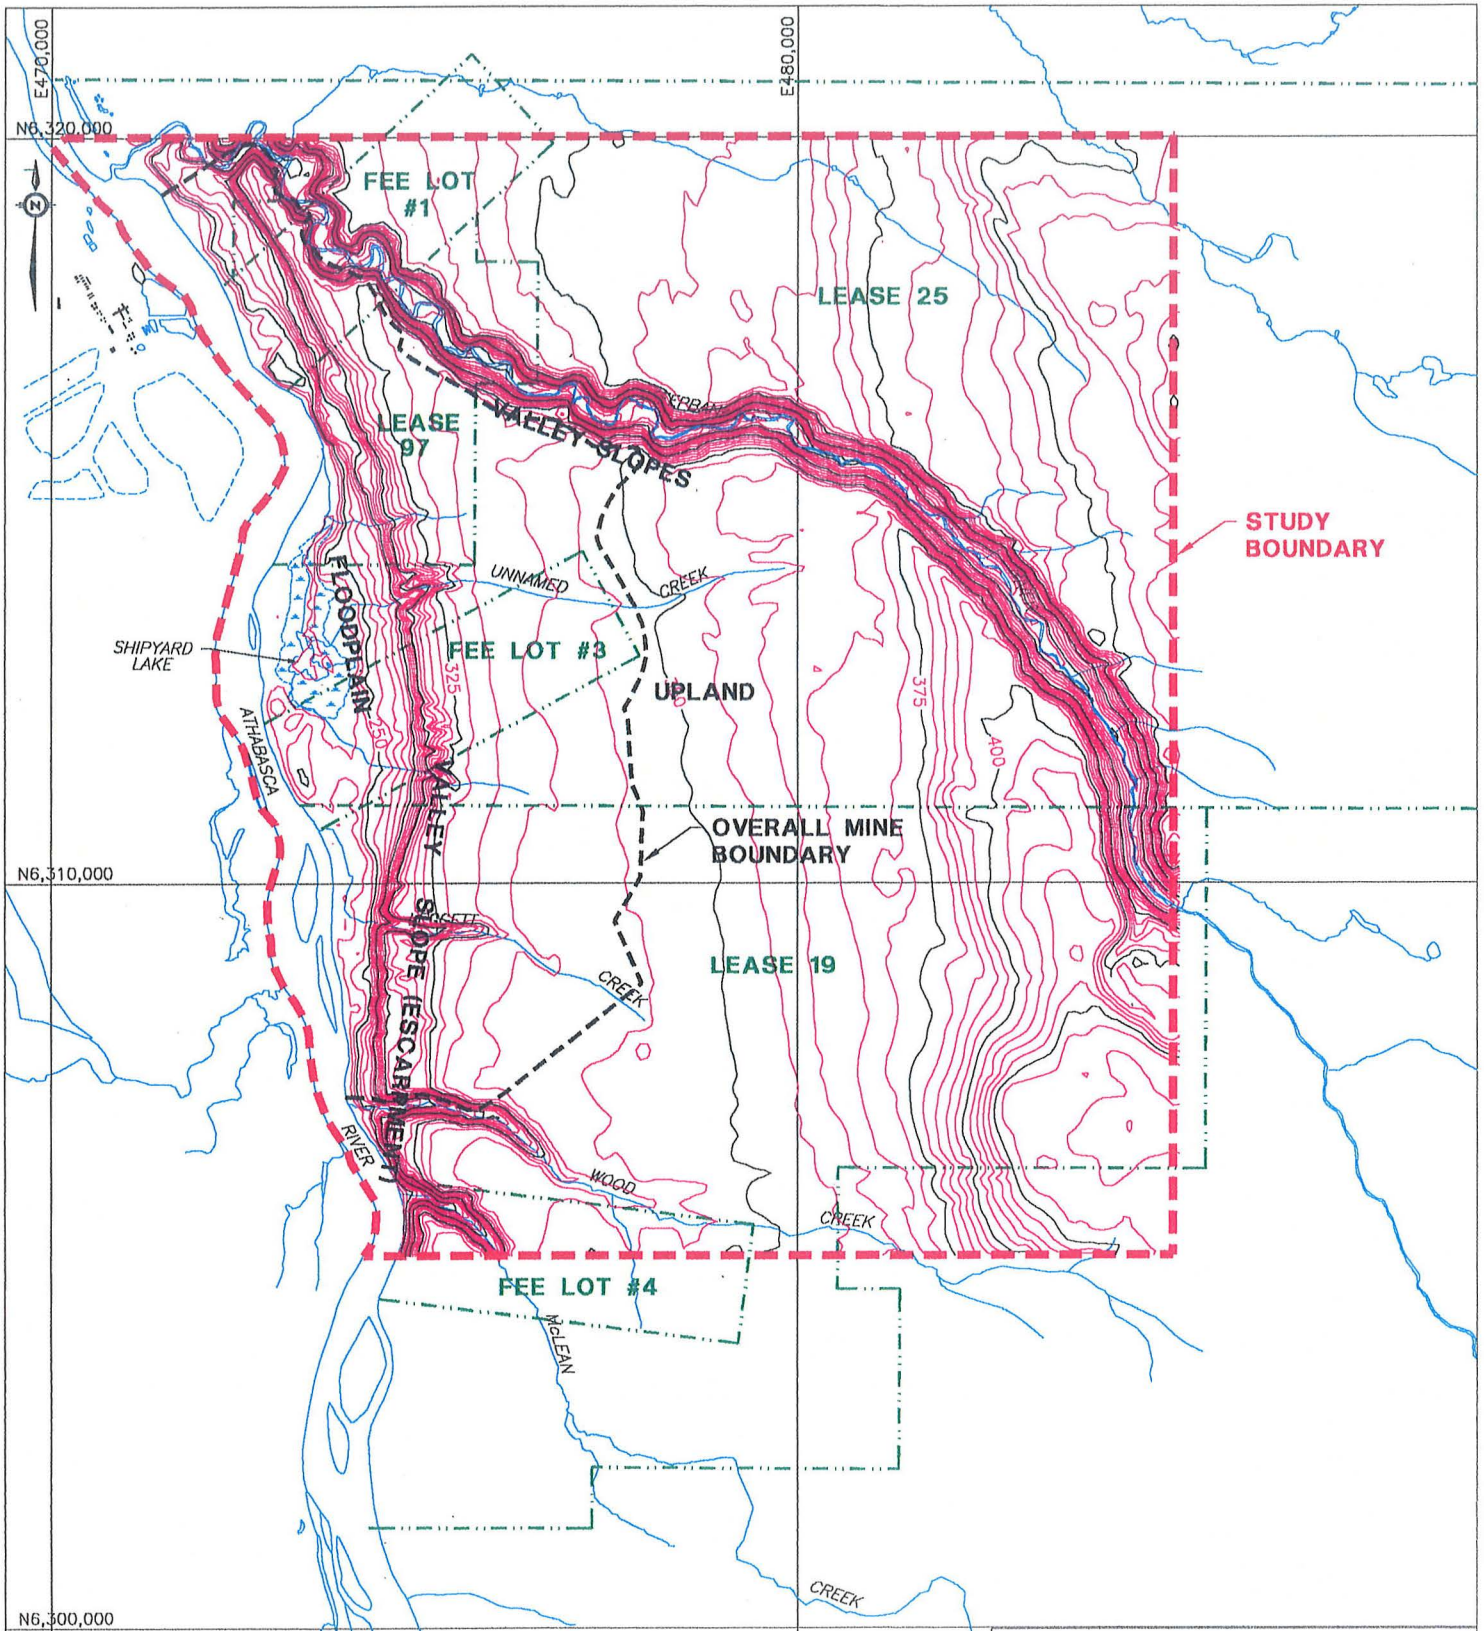 E470,000
E480,000
N6,320,000
N
FEE LOT
#1
LEASE 25
LEASE
97
VALLEY SLOPES
STUDY
BOUNDARY
UNNAMED
CREEK
FLOODPLAIN
SHIPYARD
LAKE
FEE LOT #3
325
UPLAND
375
250
ATHABASCA
400
VALLEY SLOPE (ESCARPMENT)
OVERALL MINE
BOUNDARY
N6,310,000
LEASE 19
CREEK
RIVER
WOOD
CREEK
FEE LOT #4
McLEAN
CREEK
N6,300,000